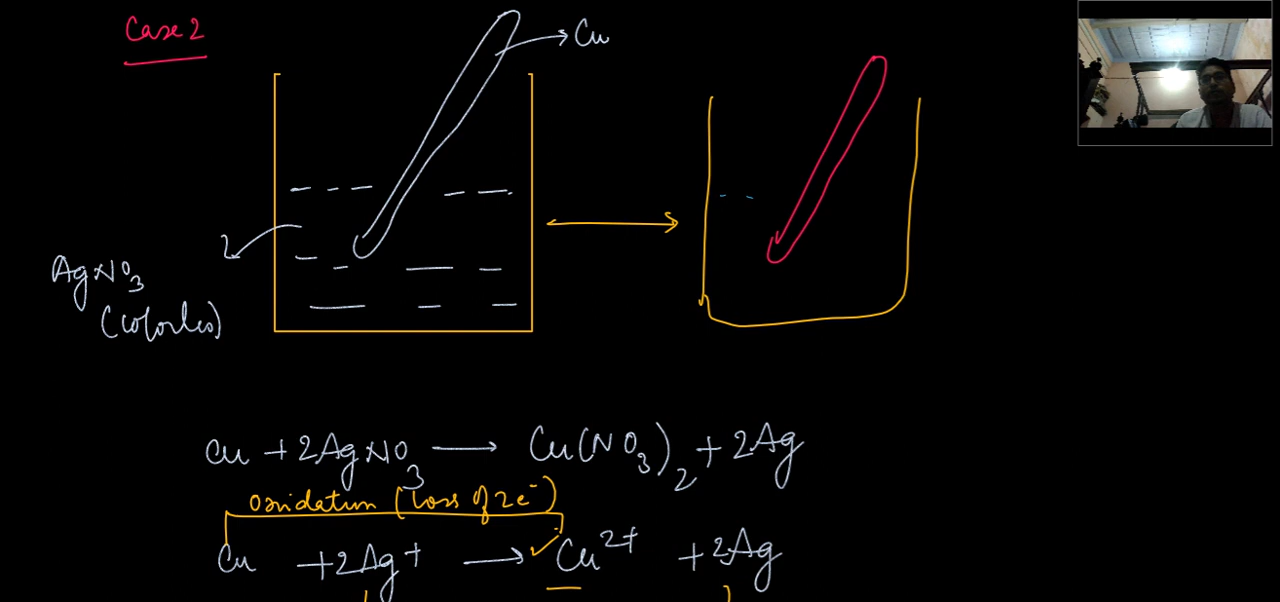 Case 2
Cu
AgNO3
(colorless)
Cu + 2AgNO3 → Cu(NO3)2 + 2Ag
oxidation (loss of 2e⁻)
Cu + 2Ag+ → Cu2+ + 2Ag